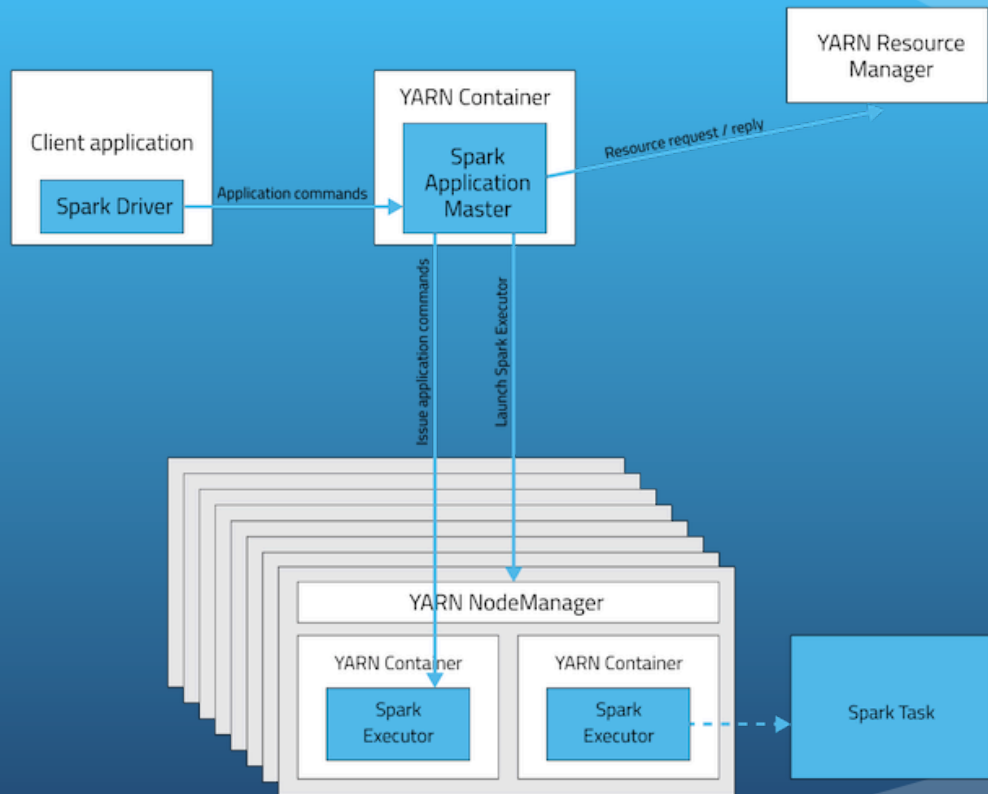 YARN Resource
Manager
YARN Container
Client application
Spark
Application
Master
Spark Driver
Application commands
Resource request / reply
Issue application commands
Launch Spark Executor
YARN NodeManager
YARN Container
YARN Container
Spark
Executor
Spark
Executor
Spark Task